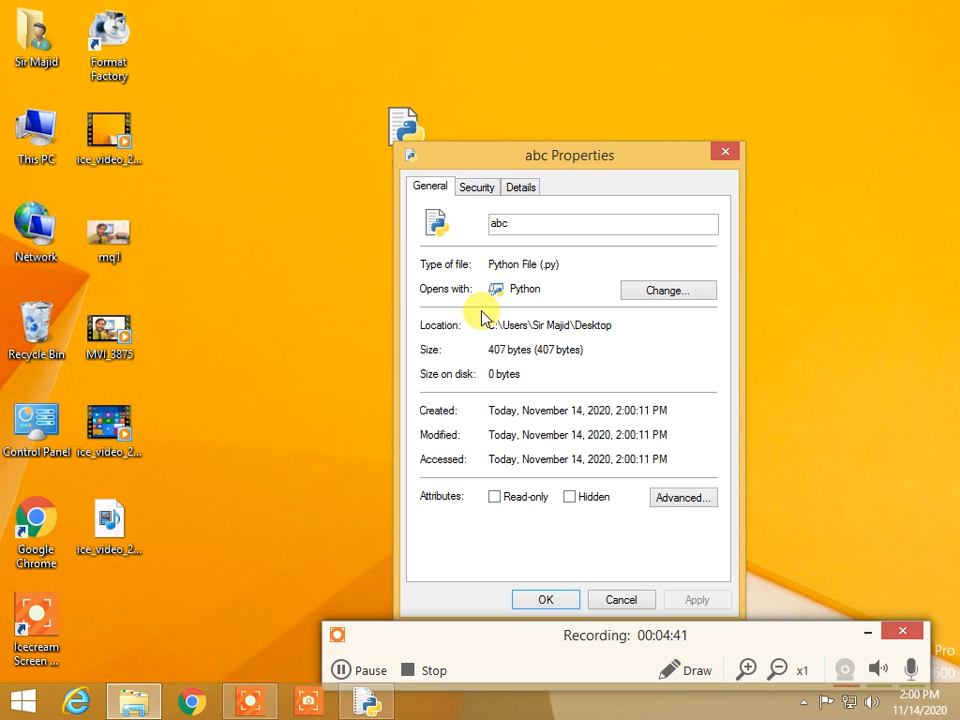 Sir Majid
Format
Factory
This PC
ice_video_2...
Network
mq1
Recycle Bin
MVI_3875
Control Panel
ice_video_2...
Google
Chrome
ice_video_2...
Icecream
Screen ...
abc Properties
General
Security
Details
abc
Type of file:
Python File (.py)
Opens with:
Python
Change...
Location:
C:\Users\Sir Majid\Desktop
Size:
407 bytes (407 bytes)
Size on disk:
0 bytes
Created:
Today, November 14, 2020, 2:00:11 PM
Modified:
Today, November 14, 2020, 2:00:11 PM
Accessed:
Today, November 14, 2020, 2:00:11 PM
Attributes:
Read-only
Hidden
Advanced...
OK
Cancel
Apply
Recording: 00:04:41
Pause
Stop
Draw
x1
Pro
600
2:00 PM
11/14/2020